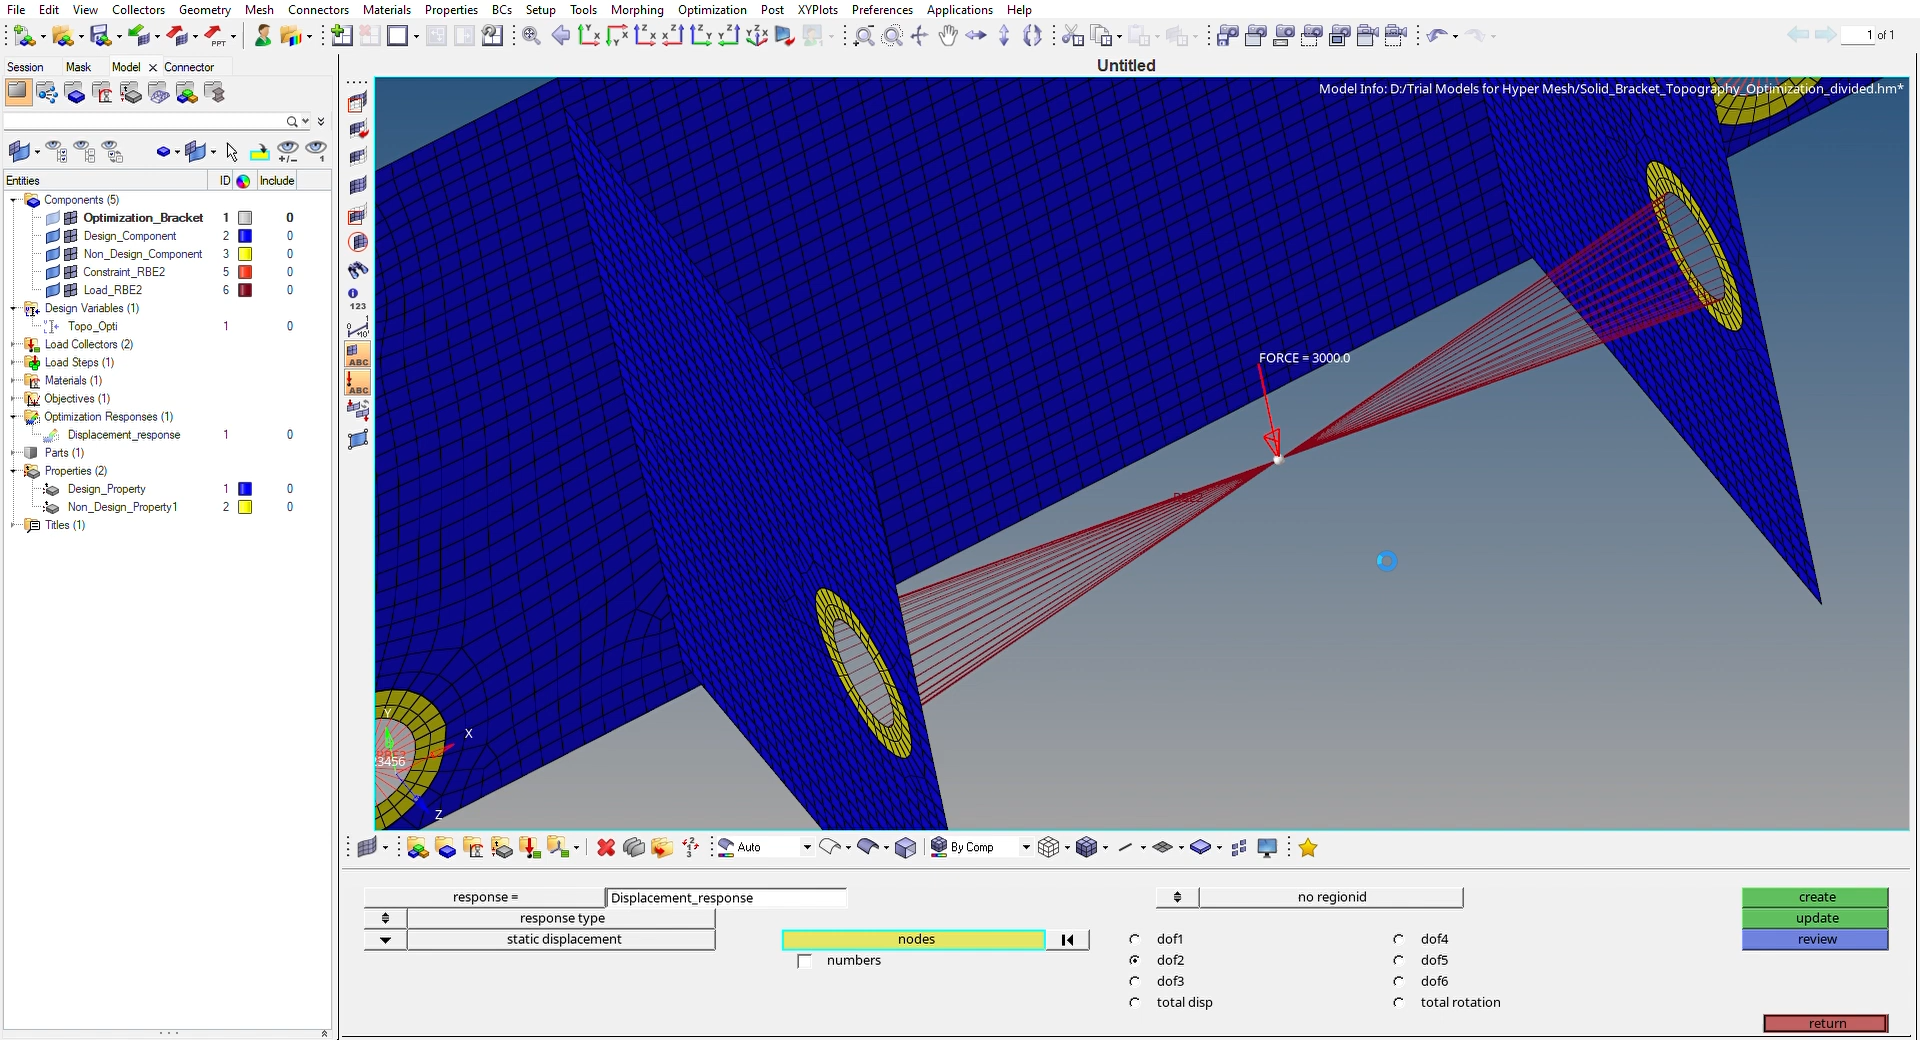 File Edit View Collectors Geometry Mesh Connectors Materials Properties BCs Setup Tools Morphing Optimization Post XYPlots Preferences Applications Help
PPT
1 of 1
Session Mask Model Connector
Untitled
Model Info: D:/Trial Models for Hyper Mesh/Solid_Bracket_Topography_Optimization_divided.hm*
Entities ID Include
Components (5)
Optimization_Bracket 1 0
Design_Component 2 0
Non_Design_Component 3 0
Constraint_RBE2 5 0
Load_RBE2 6 0
Design Variables (1)
Topo_Opti 1 0
Load Collectors (2)
Load Steps (1)
Materials (1)
Objectives (1)
Optimization Responses (1)
Displacement_response 1 0
Parts (1)
Properties (2)
Design_Property 1 0
Non_Design_Property1 2 0
Titles (1)
123
ABC
ABC
FORCE = 3000.0
RBE2
Y
X
23456
Z
Auto By Comp
response = Displacement_response no regionid create
response type update
static displacement nodes dof1 dof4 review
numbers dof2 dof5
dof3 dof6
total disp total rotation
return